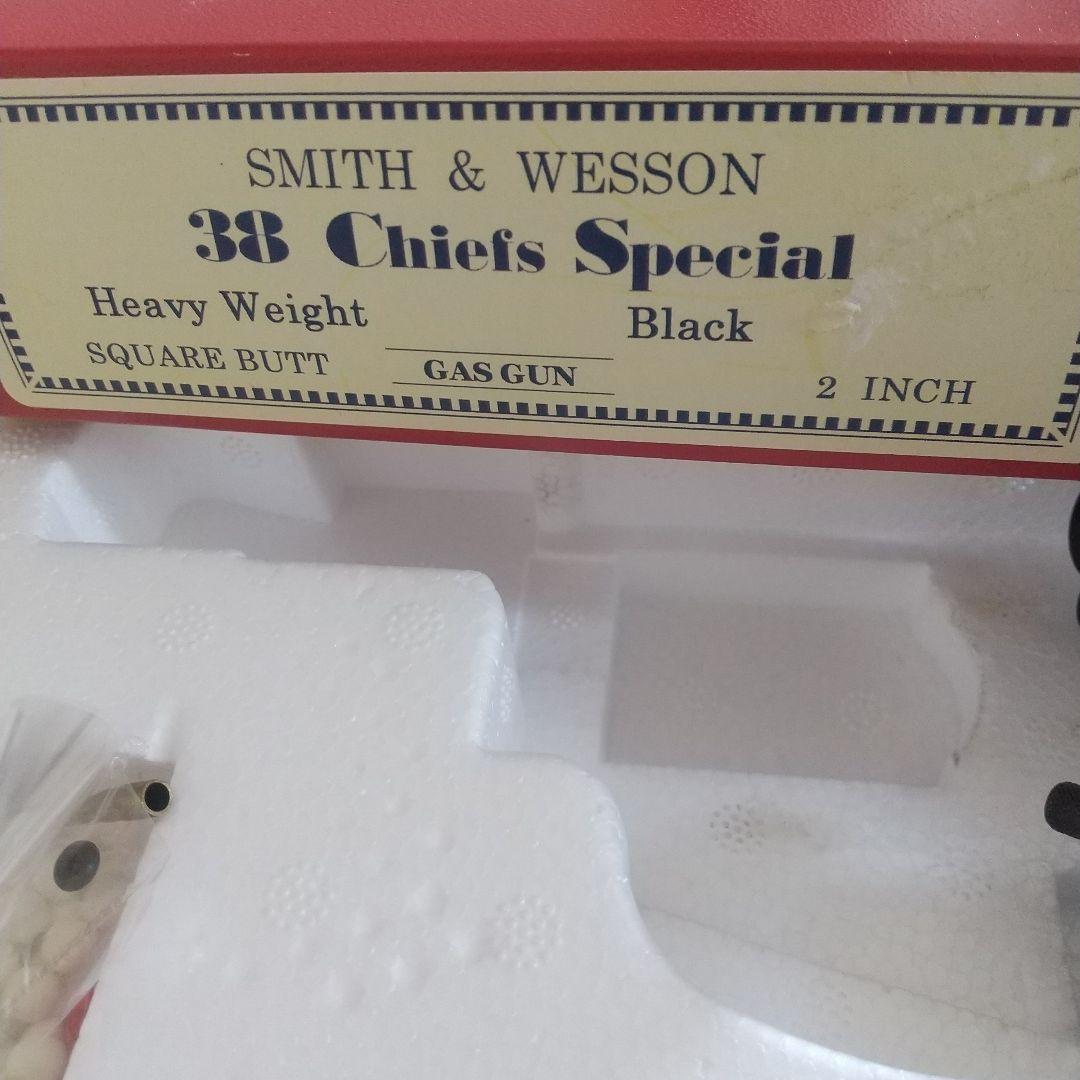 SMITH & WESSON
38 Chiefs Special
Heavy Weight Black
SQUARE BUTT GAS GUN 2 INCH